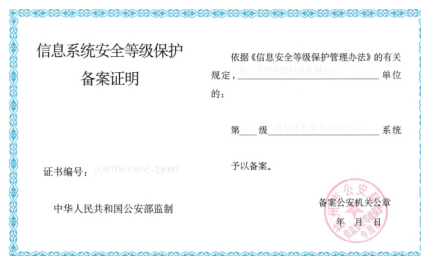 信息系统安全等级保护
备案证明
证书编号：
中华人民共和国公安部监制
依据《信息安全等级保护管理办法》的有关
规定，单位
的：
第 级 系统
予以备案。
备案公安机关公章
年 月 日